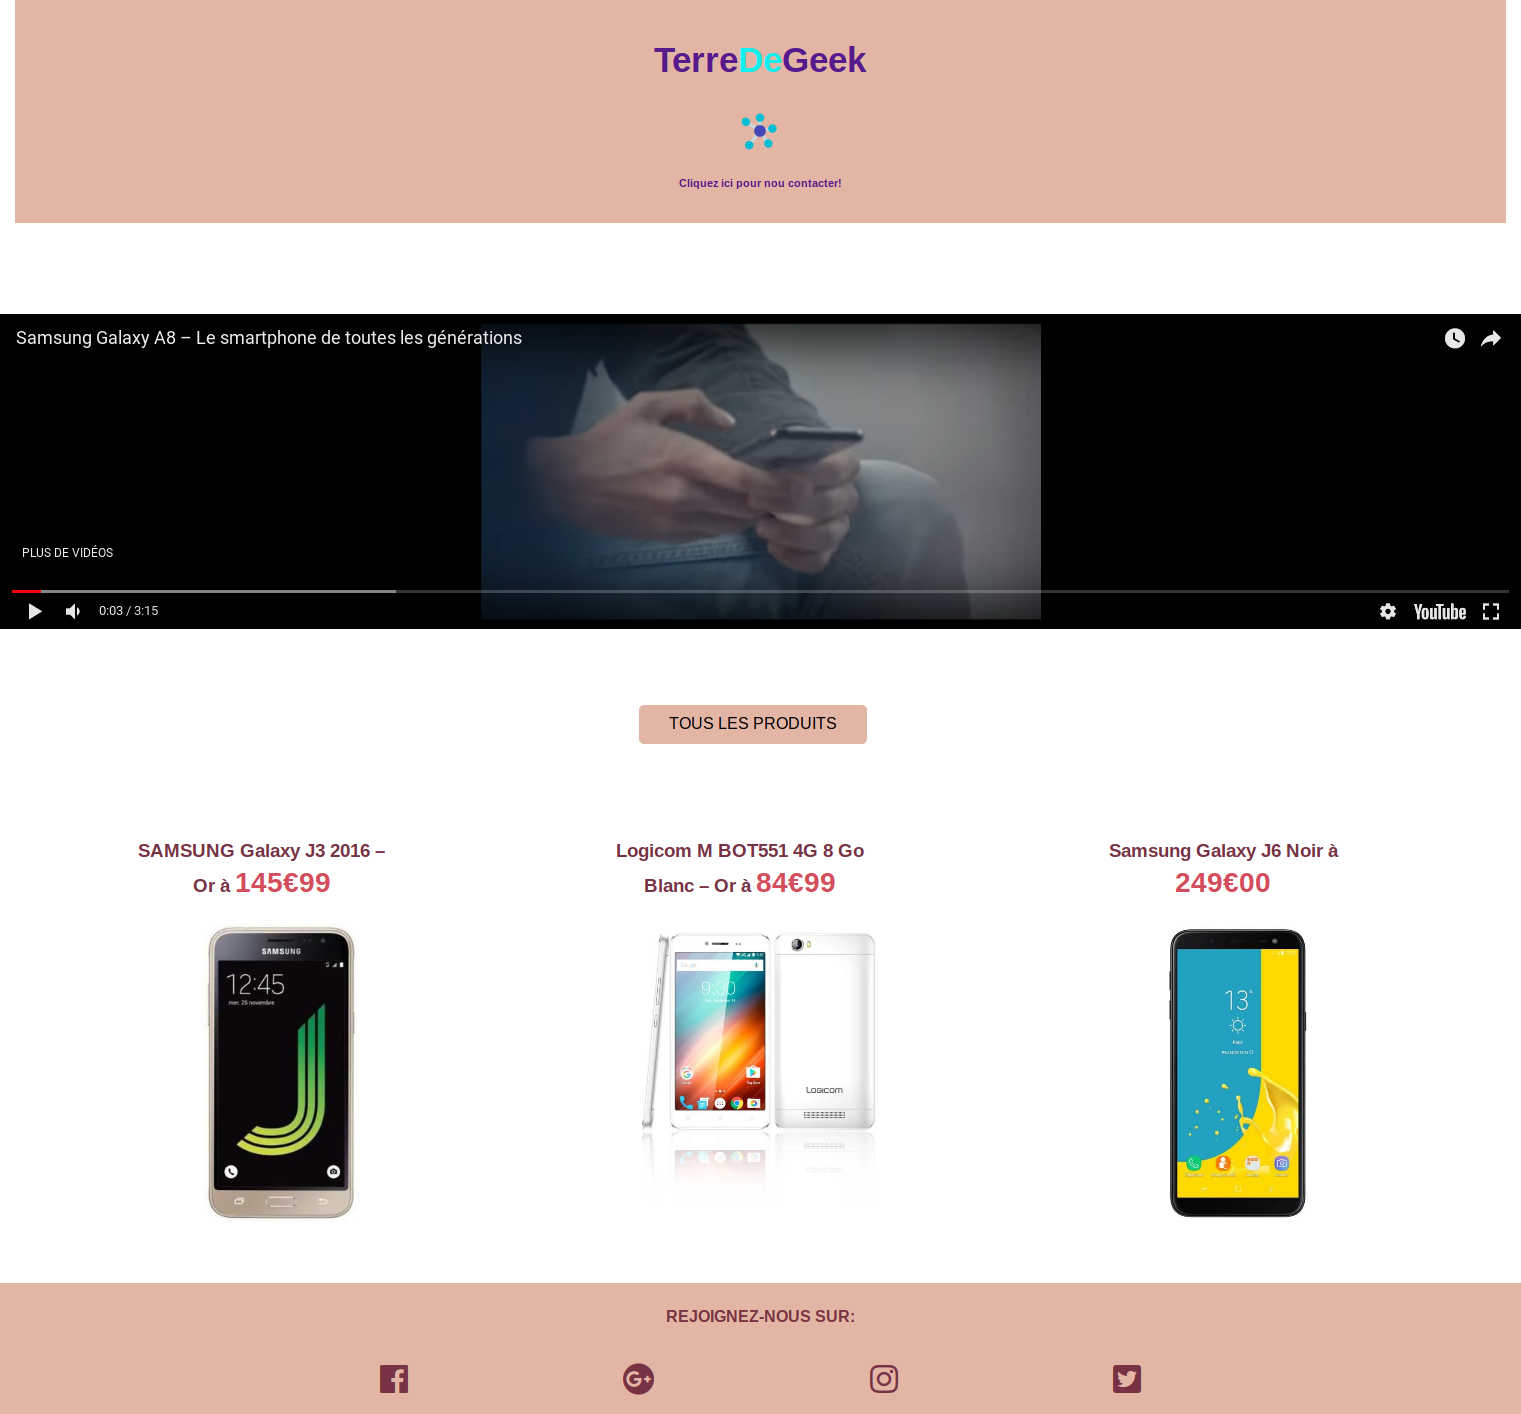 TerreDeGeek
Cliquez ici pour nou contacter!
Samsung Galaxy A8 – Le smartphone de toutes les générations
PLUS DE VIDÉOS
0:03 / 3:15
YouTube
TOUS LES PRODUITS
SAMSUNG Galaxy J3 2016 –
Or à 145€99
Logicom M BOT551 4G 8 Go
Blanc – Or à 84€99
Samsung Galaxy J6 Noir à
249€00
SAMSUNG
12:45
mer. 25 novembre
Google
9:30
LOGICOM
13°
Paris
REJOIGNEZ-NOUS SUR: